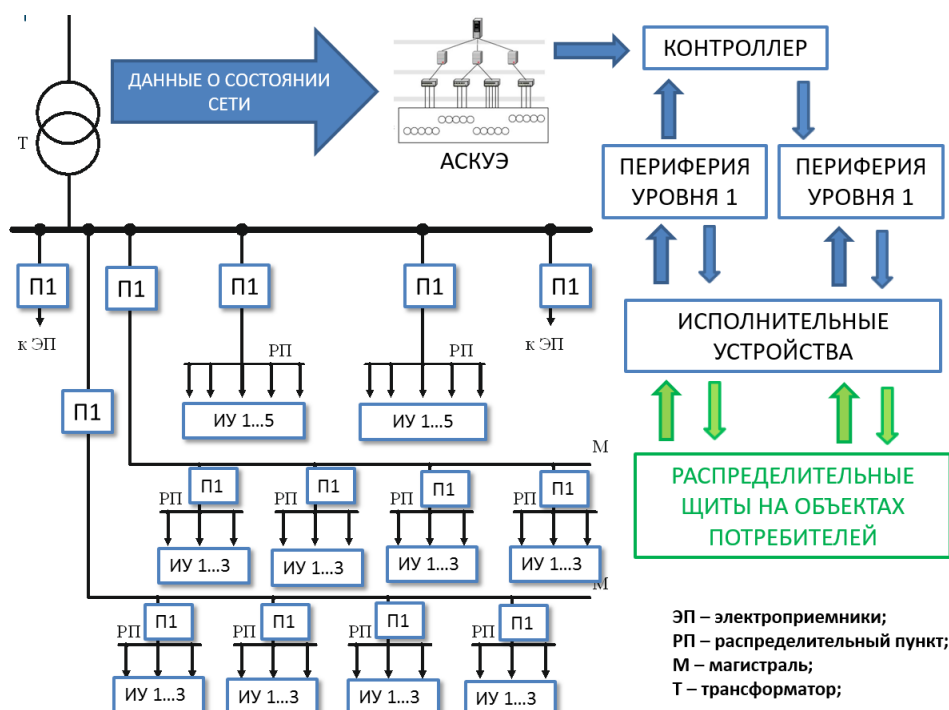 ДАННЫЕ О СОСТОЯНИИ
СЕТИ
АСКУЭ
КОНТРОЛЛЕР
ПЕРИФЕРИЯ
УРОВНЯ 1
ПЕРИФЕРИЯ
УРОВНЯ 1
ИСПОЛНИТЕЛЬНЫЕ
УСТРОЙСТВА
РАСПРЕДЕЛИТЕЛЬНЫЕ
ЩИТЫ НА ОБЪЕКТАХ
ПОТРЕБИТЕЛЕЙ
Т
П1
П1
П1
П1
П1
к ЭП
к ЭП
П1
РП
РП
ИУ 1...5
ИУ 1...5
М
П1
П1
П1
П1
РП
РП
РП
РП
ИУ 1...3
ИУ 1...3
ИУ 1...3
ИУ 1...3
М
П1
П1
П1
П1
РП
РП
РП
РП
ИУ 1...3
ИУ 1...3
ИУ 1...3
ИУ 1...3
ЭП – электроприемники;
РП – распределительный пункт;
М – магистраль;
Т – трансформатор;